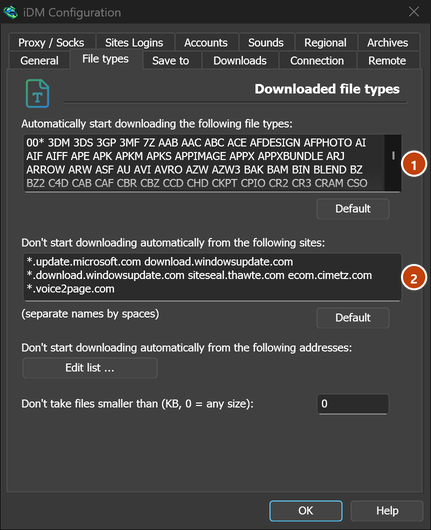 iDM Configuration
Proxy / Socks Sites Logins Accounts Sounds Regional Archives
General File types Save to Downloads Connection Remote
Downloaded file types
Automatically start downloading the following file types:
00* 3DM 3DS 3GP 3MF 7Z AAB AAC ABC ACE AFDESIGN AFPHOTO AI
AIF AIFF APE APK APKM APKS APPIMAGE APPX APPXBUNDLE ARJ
ARROW ARW ASF AU AVI AVRO AZW AZW3 BAK BAM BIN BLEND BZ
BZ2 C4D CAB CAF CBR CBZ CCD CHD CKPT CPIO CR2 CR3 CRAM CSO
1
Default
Don't start downloading automatically from the following sites:
*.update.microsoft.com download.windowsupdate.com
*.download.windowsupdate.com siteseal.thawte.com ecom.cimetz.com
*.voice2page.com
2
(separate names by spaces)
Default
Don't start downloading automatically from the following addresses:
Edit list ...
Don't take files smaller than (KB, 0 = any size): 0
OK Help